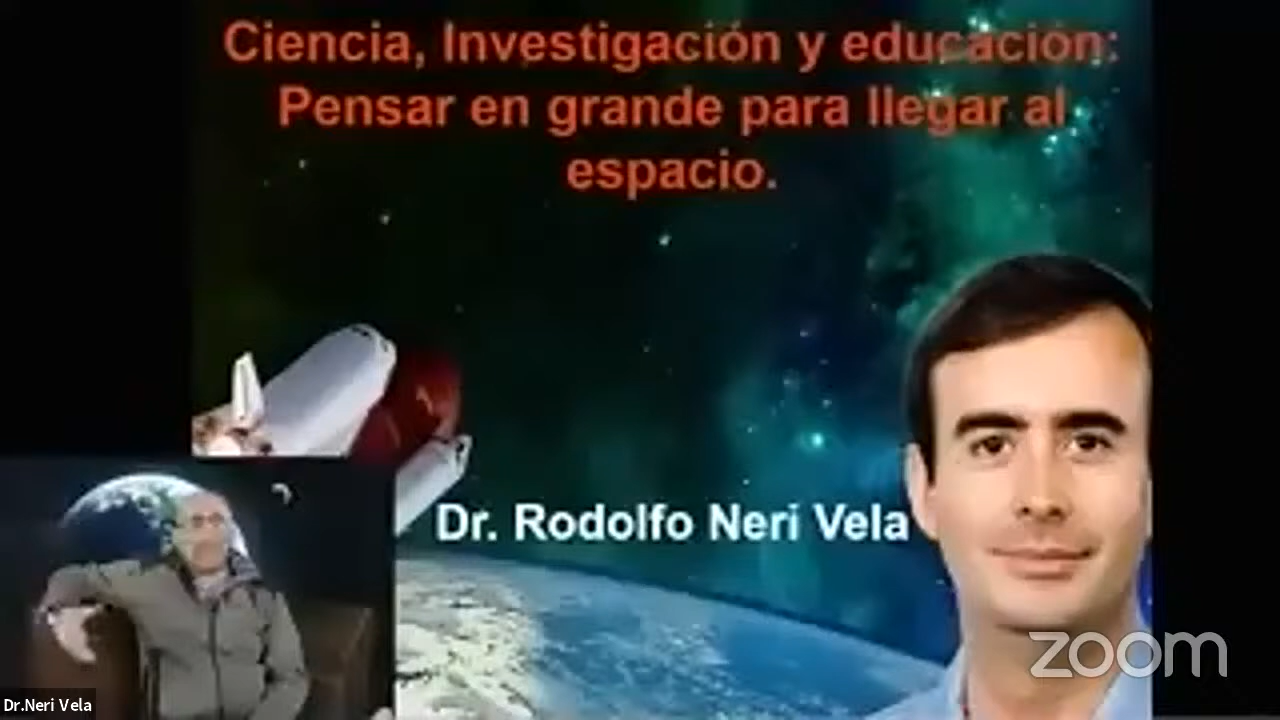 Ciencia, Investigación y educación:
Pensar en grande para llegar al
espacio.
Dr. Rodolfo Neri Vela
zoom
Dr.Neri Vela